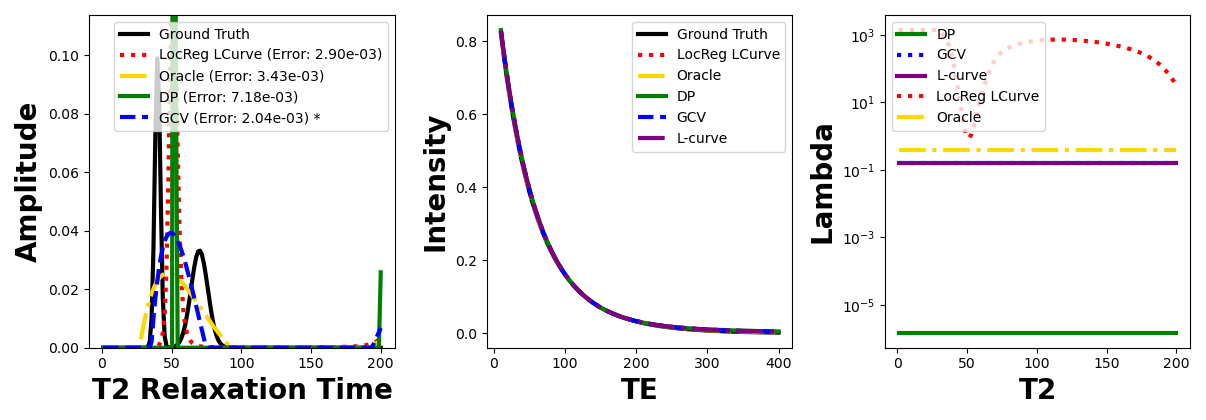 Amplitude
0.10
0.08
0.06
0.04
0.02
0.00
0
50
100
150
200
T2 Relaxation Time
Ground Truth
LocReg LCurve (Error: 2.90e-03)
Oracle (Error: 3.43e-03)
DP (Error: 7.18e-03)
GCV (Error: 2.04e-03) *
Intensity
0.8
0.6
0.4
0.2
0.0
0
100
200
300
400
TE
Ground Truth
LocReg LCurve
Oracle
DP
GCV
L-curve
Lambda
10³
10¹
10⁻¹
10⁻³
10⁻⁵
0
50
100
150
200
T2
DP
GCV
L-curve
LocReg LCurve
Oracle